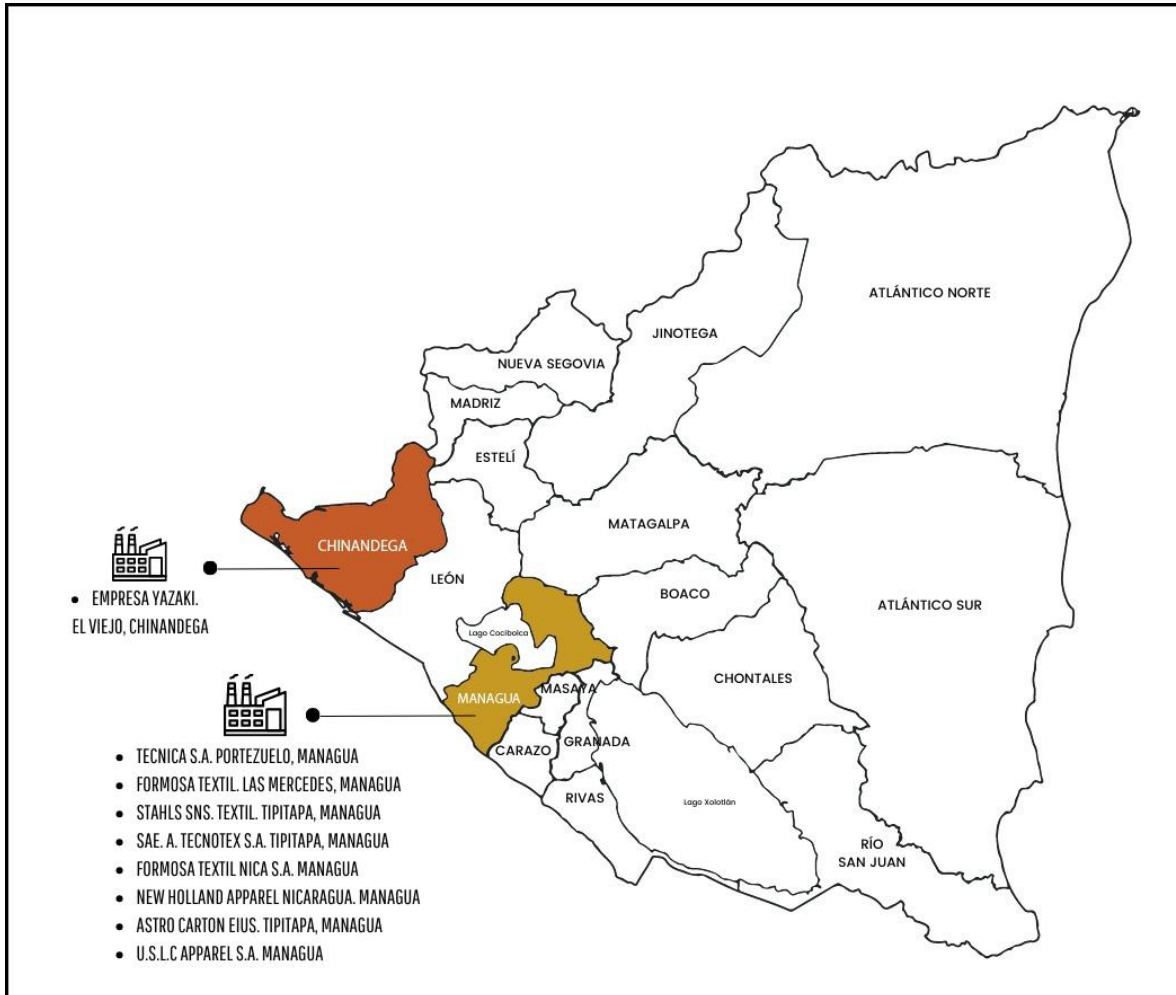 ATLÁNTICO NORTE
JINOTEGA
NUEVA SEGOVIA
MADRIZ
ESTELÍ
MATAGALPA
CHINANDEGA
LEÓN
BOACO
ATLÁNTICO SUR
• EMPRESA YAZAKI.
EL VIEJO, CHINANDEGA
Lago Cocibolca
CHONTALES
MANAGUA
MASAYA
GRANADA
CARAZO
RIVAS
Lago Xolotlán
RÍO
SAN JUAN
• TECNICA S.A. PORTEZUELO, MANAGUA
• FORMOSA TEXTIL. LAS MERCEDES, MANAGUA
• STAHLS SNS. TEXTIL. TIPITAPA, MANAGUA
• SAE. A. TECNOTEX S.A. TIPITAPA, MANAGUA
• FORMOSA TEXTIL NICA S.A. MANAGUA
• NEW HOLLAND APPAREL NICARAGUA. MANAGUA
• ASTRO CARTON EIUS. TIPITAPA, MANAGUA
• U.S.L.C APPAREL S.A. MANAGUA